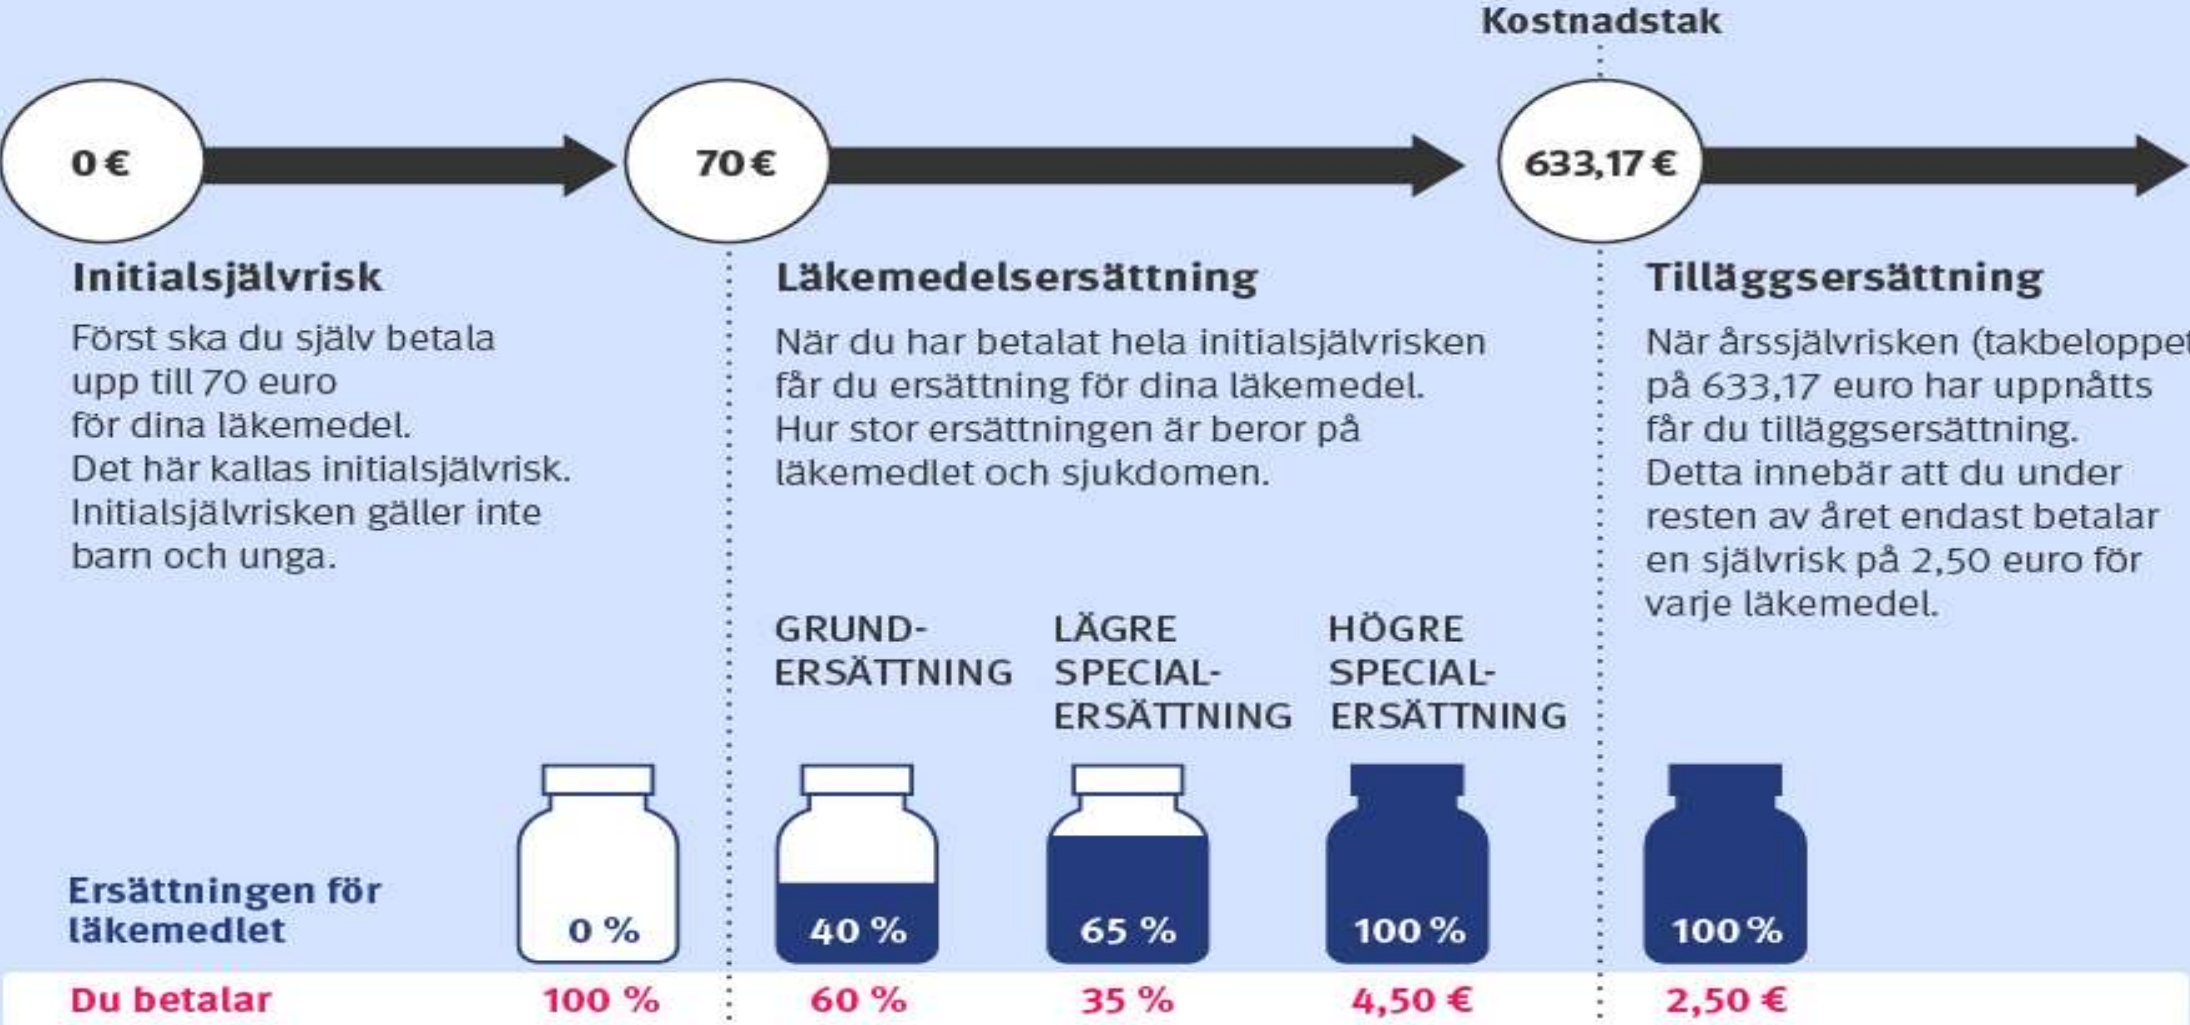 Kostnadstak
0 €
70 €
633,17 €
Initialsjälvrisk
Först ska du själv betala
upp till 70 euro
för dina läkemedel.
Det här kallas initialsjälvrisk.
Initialsjälvrisken gäller inte
barn och unga.
Läkemedelsersättning
När du har betalat hela initialsjälvrisken
får du ersättning för dina läkemedel.
Hur stor ersättningen är beror på
läkemedlet och sjukdomen.
GRUND-
ERSÄTTNING
LÄGRE
SPECIAL-
ERSÄTTNING
HÖGRE
SPECIAL-
ERSÄTTNING
Tilläggsersättning
När årssjälvrisken (takbeloppet
på 633,17 euro har uppnåtts
får du tilläggsersättning.
Detta innebär att du under
resten av året endast betalar
en självrisk på 2,50 euro för
varje läkemedel.
Ersättningen för
läkemedlet
0 %
40 %
65 %
100 %
100 %
Du betalar
100 %
60 %
35 %
4,50 €
2,50 €